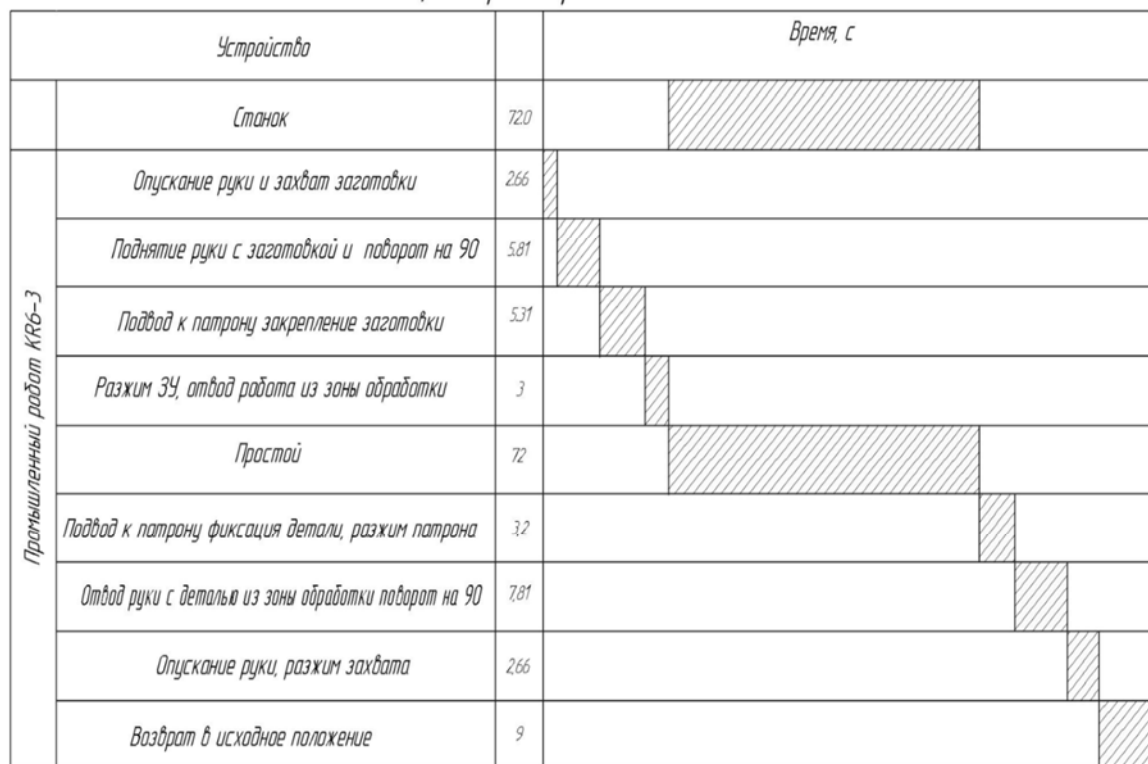 Устройство
Время, с
Станок
72.0
Промышленный робот KR6-3
Опускание руки и захват заготовки
2,66
Поднятие руки с заготовкой и поворот на 90
5,81
Подвод к патрону закрепление заготовки
5,31
Разжим ЗУ, отвод робота из зоны обработки
3
Простой
72
Подвод к патрону фиксация детали, разжим патрона
3,2
Отвод руки с деталью из зоны обработки поворот на 90
7,81
Опускание руки, разжим захвата
2,66
Возврат в исходное положение
9